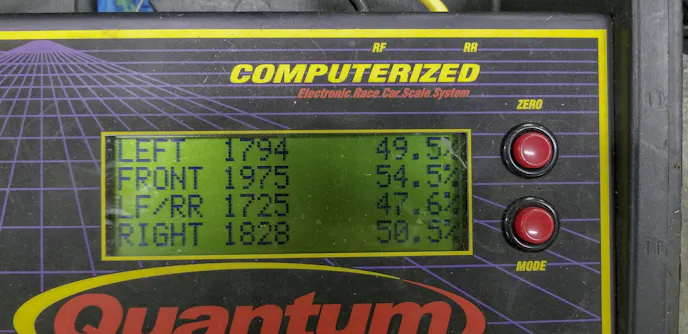 RF RR
COMPUTERIZED
Electronic Race Car Scale System
ZERO
LEFT 1794 49.5%
FRONT 1975 54.5%
LF/RR 1725 47.6%
RIGHT 1828 50.5%
MODE
Quantum